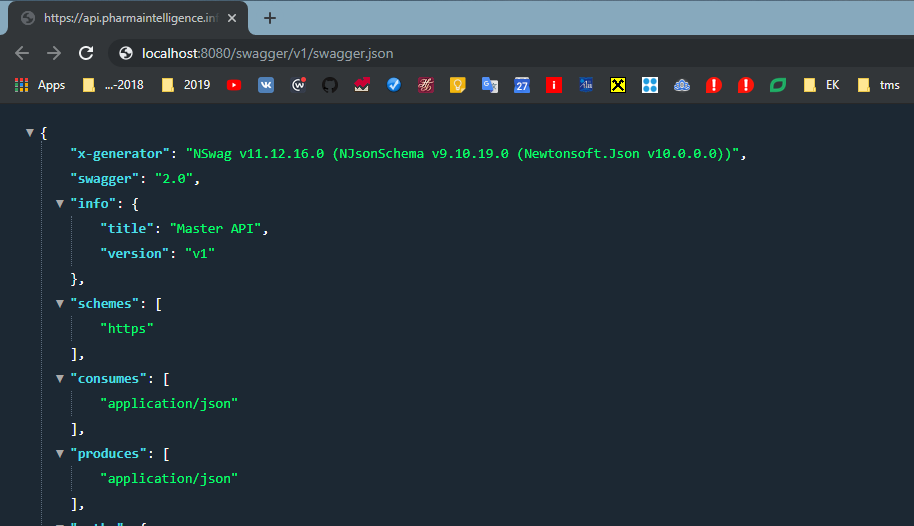 https://api.pharmaintelligence.in
localhost:8080/swagger/v1/swagger.json
Apps ...-2018 2019 27 EK tms
{
"x-generator": "NSwag v11.12.16.0 (NJsonSchema v9.10.19.0 (Newtonsoft.Json v10.0.0.0))",
"swagger": "2.0",
"info": {
"title": "Master API",
"version": "v1"
},
"schemes": [
"https"
],
"consumes": [
"application/json"
],
"produces": [
"application/json"
],